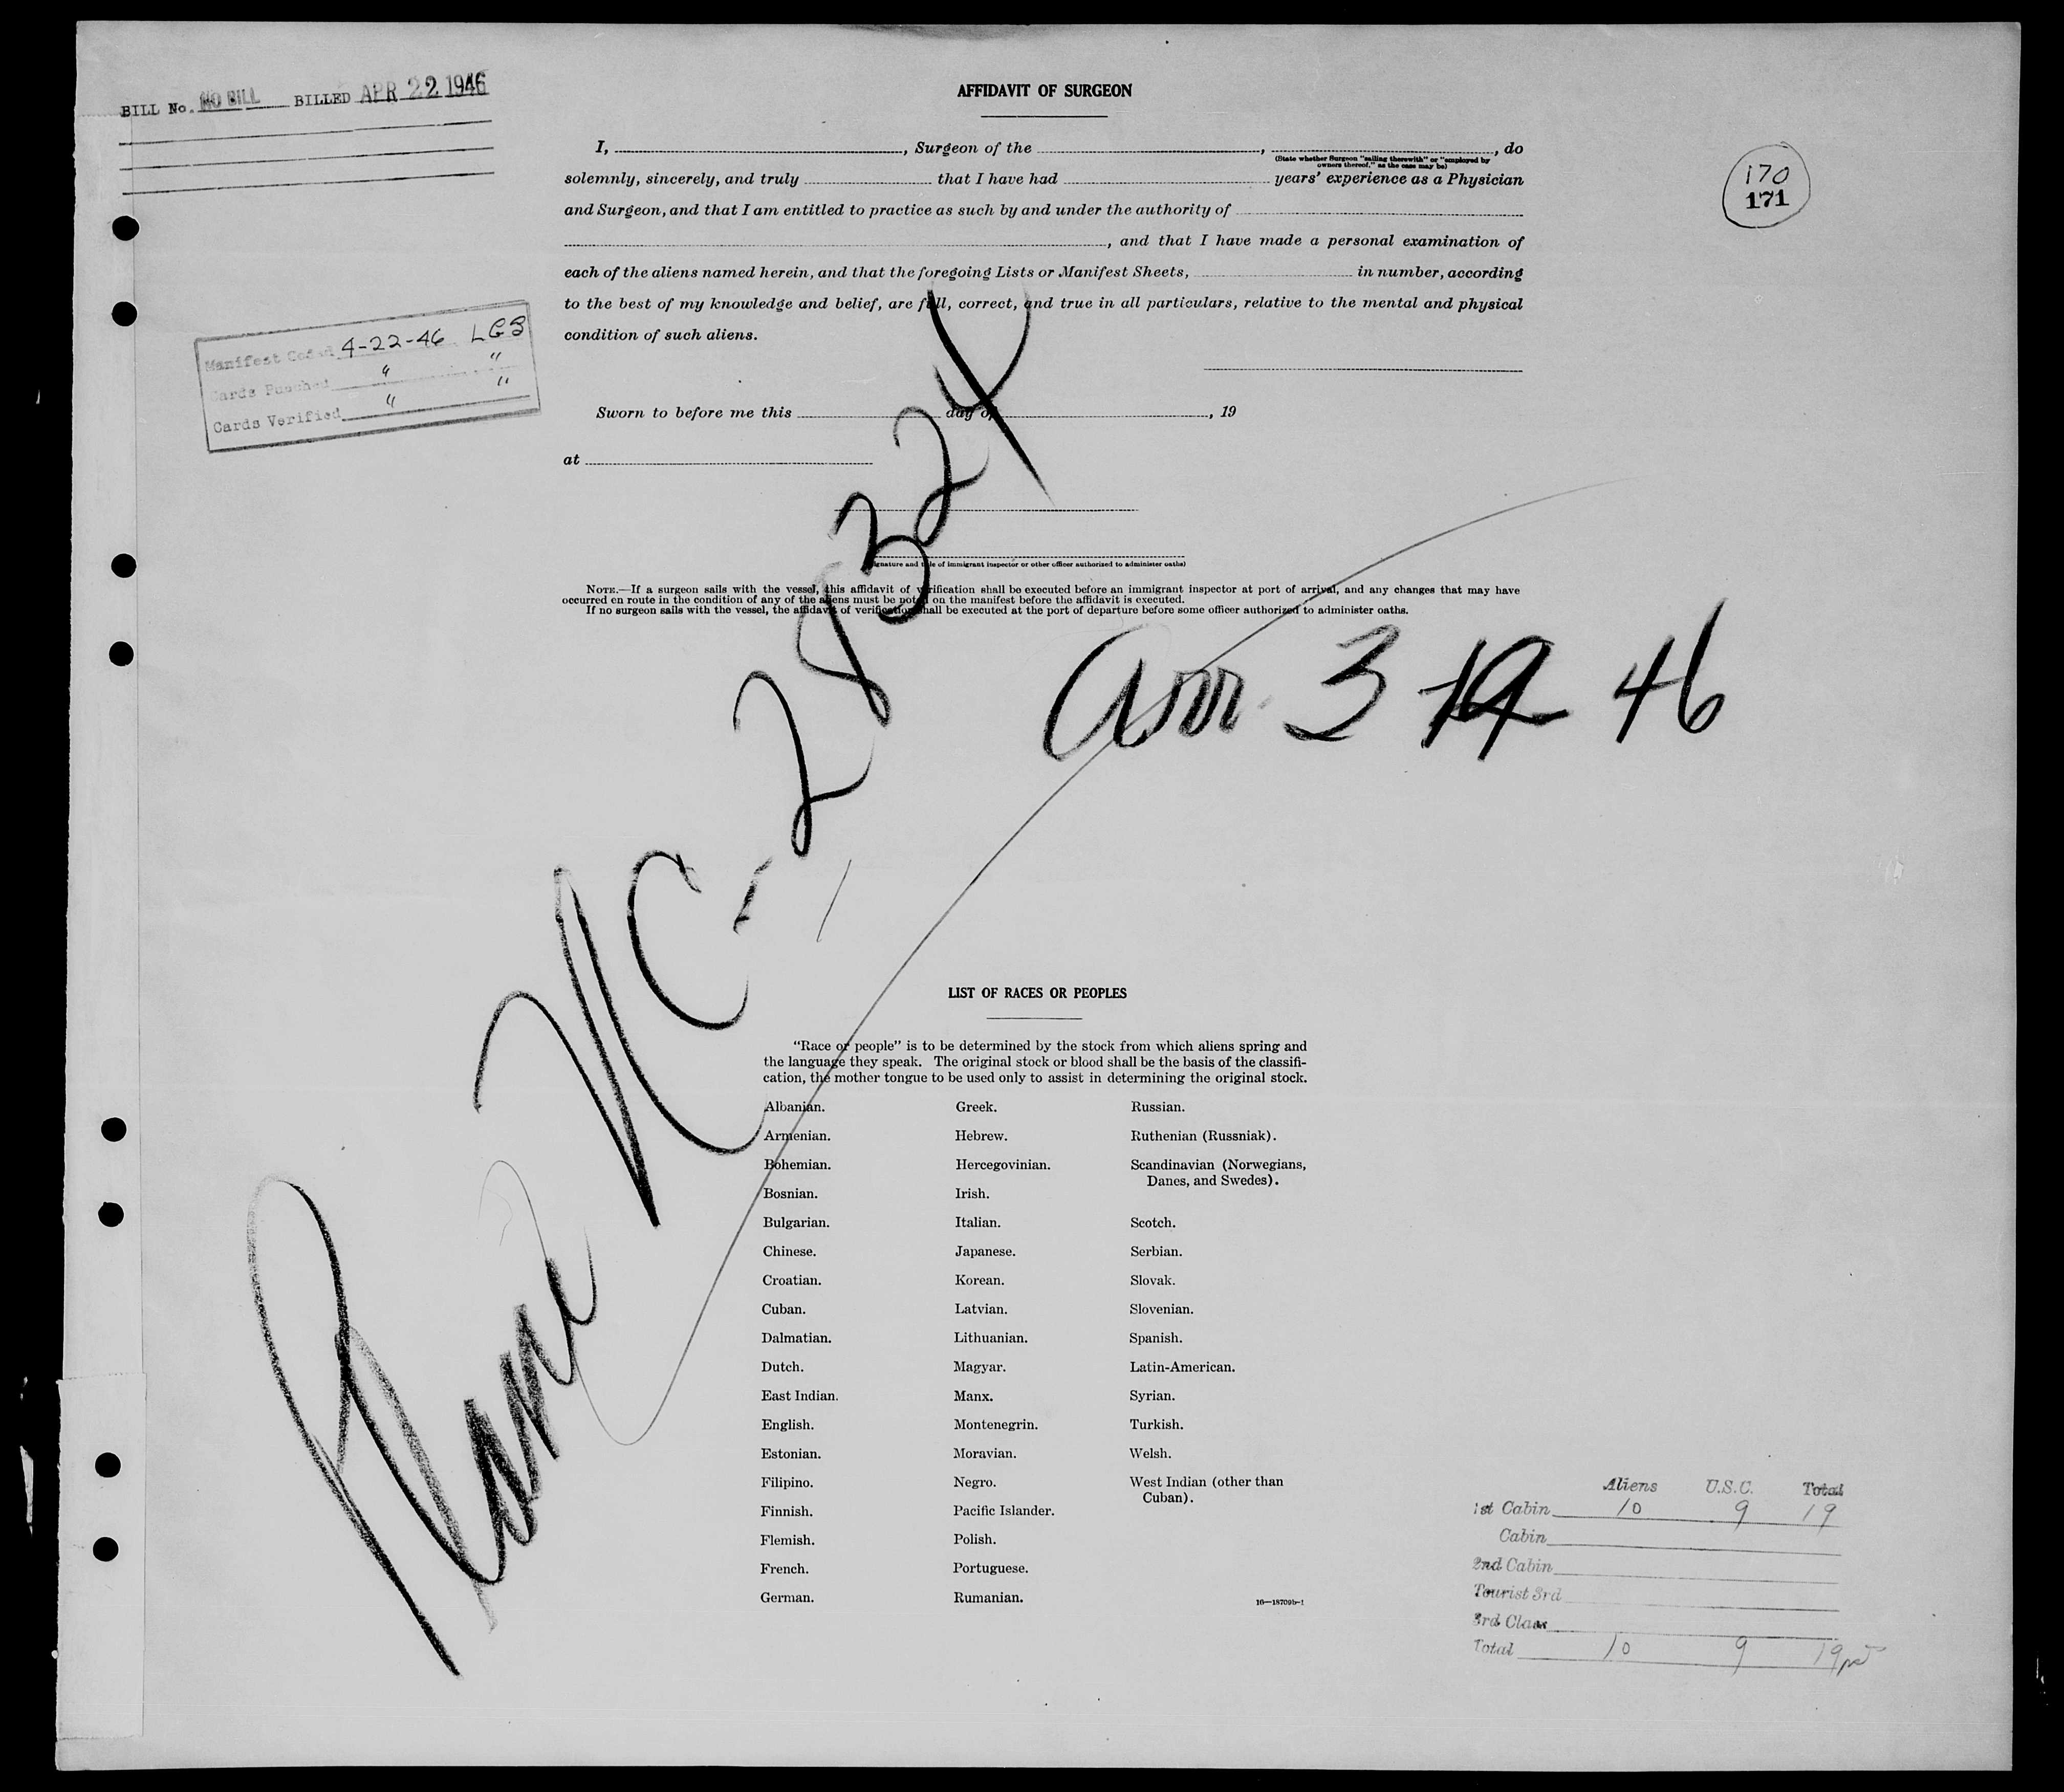 BILL No. NO BILL BILLED APR 22 1946
AFFIDAVIT OF SURGEON
170
171
I, , Surgeon of the , , do
(State whether Surgeon "sailing therewith" or "employed by
owners thereof," as the case may be)
solemnly, sincerely, and truly that I have had years' experience as a Physician
and Surgeon, and that I am entitled to practice as such by and under the authority of
, and that I have made a personal examination of
each of the aliens named herein, and that the foregoing Lists or Manifest Sheets, in number, according
to the best of my knowledge and belief, are full, correct, and true in all particulars, relative to the mental and physical
condition of such aliens.
Manifest Coded 4-22-46 LGB
Cards Punched " "
Cards Verified " "
Sworn to before me this day of , 19
at
(Signature and title of immigrant inspector or other officer authorized to administer oaths)
NOTE.—If a surgeon sails with the vessel, this affidavit of verification shall be executed before an immigrant inspector at port of arrival, and any changes that may have
occurred en route in the condition of any of the aliens must be noted on the manifest before the affidavit is executed.
If no surgeon sails with the vessel, the affidavit of verification shall be executed at the port of departure before some officer authorized to administer oaths.
Plane NC-28324
arr. 3 19 46
LIST OF RACES OR PEOPLES
"Race or people" is to be determined by the stock from which aliens spring and
the language they speak. The original stock or blood shall be the basis of the classifi-
cation, the mother tongue to be used only to assist in determining the original stock.
Albanian. Greek. Russian.
Armenian. Hebrew. Ruthenian (Russniak).
Bohemian. Hercegovinian. Scandinavian (Norwegians,
Danes, and Swedes).
Bosnian. Irish.
Bulgarian. Italian. Scotch.
Chinese. Japanese. Serbian.
Croatian. Korean. Slovak.
Cuban. Latvian. Slovenian.
Dalmatian. Lithuanian. Spanish.
Dutch. Magyar. Latin-American.
East Indian. Manx. Syrian.
English. Montenegrin. Turkish.
Estonian. Moravian. Welsh.
Filipino. Negro. West Indian (other than
Cuban).
Finnish. Pacific Islander.
Flemish. Polish.
French. Portuguese.
German. Rumanian.
16—18709b-1
Aliens U.S.C. Total
1st Cabin 10 9 19
Cabin
2nd Cabin
Tourist 3rd
3rd Class
Total 10 9 19